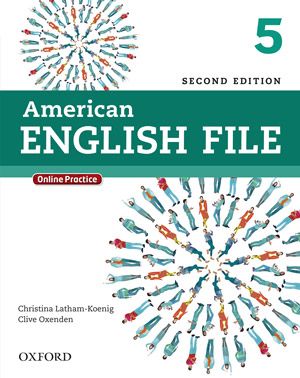 5
SECOND EDITION
American
ENGLISH FILE
Online Practice
Christina Latham-Koenig
Clive Oxenden
OXFORD